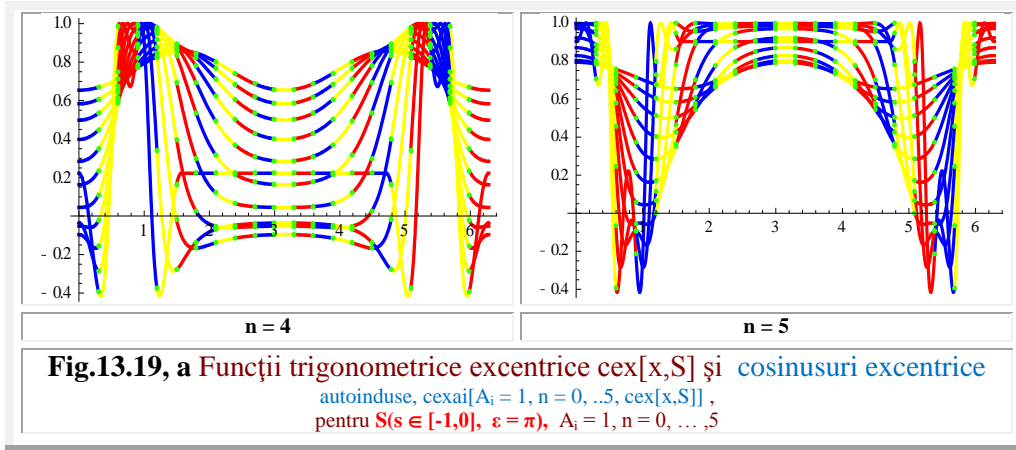 1.0
0.8
0.6
0.4
0.2
- 0.2
- 0.4
1 2 3 4 5 6
1.0
0.8
0.6
0.4
0.2
- 0.2
- 0.4
1 2 3 4 5 6
n = 4
n = 5
Fig.13.19, a Funcţii trigonometrice excentrice cex[x,S] şi cosinusuri excentrice
autoinduse, cexai[Aᵢ = 1, n = 0, ..5, cex[x,S]] ,
pentru S(s ∈ [-1,0], ε = π), Aᵢ = 1, n = 0, … ,5